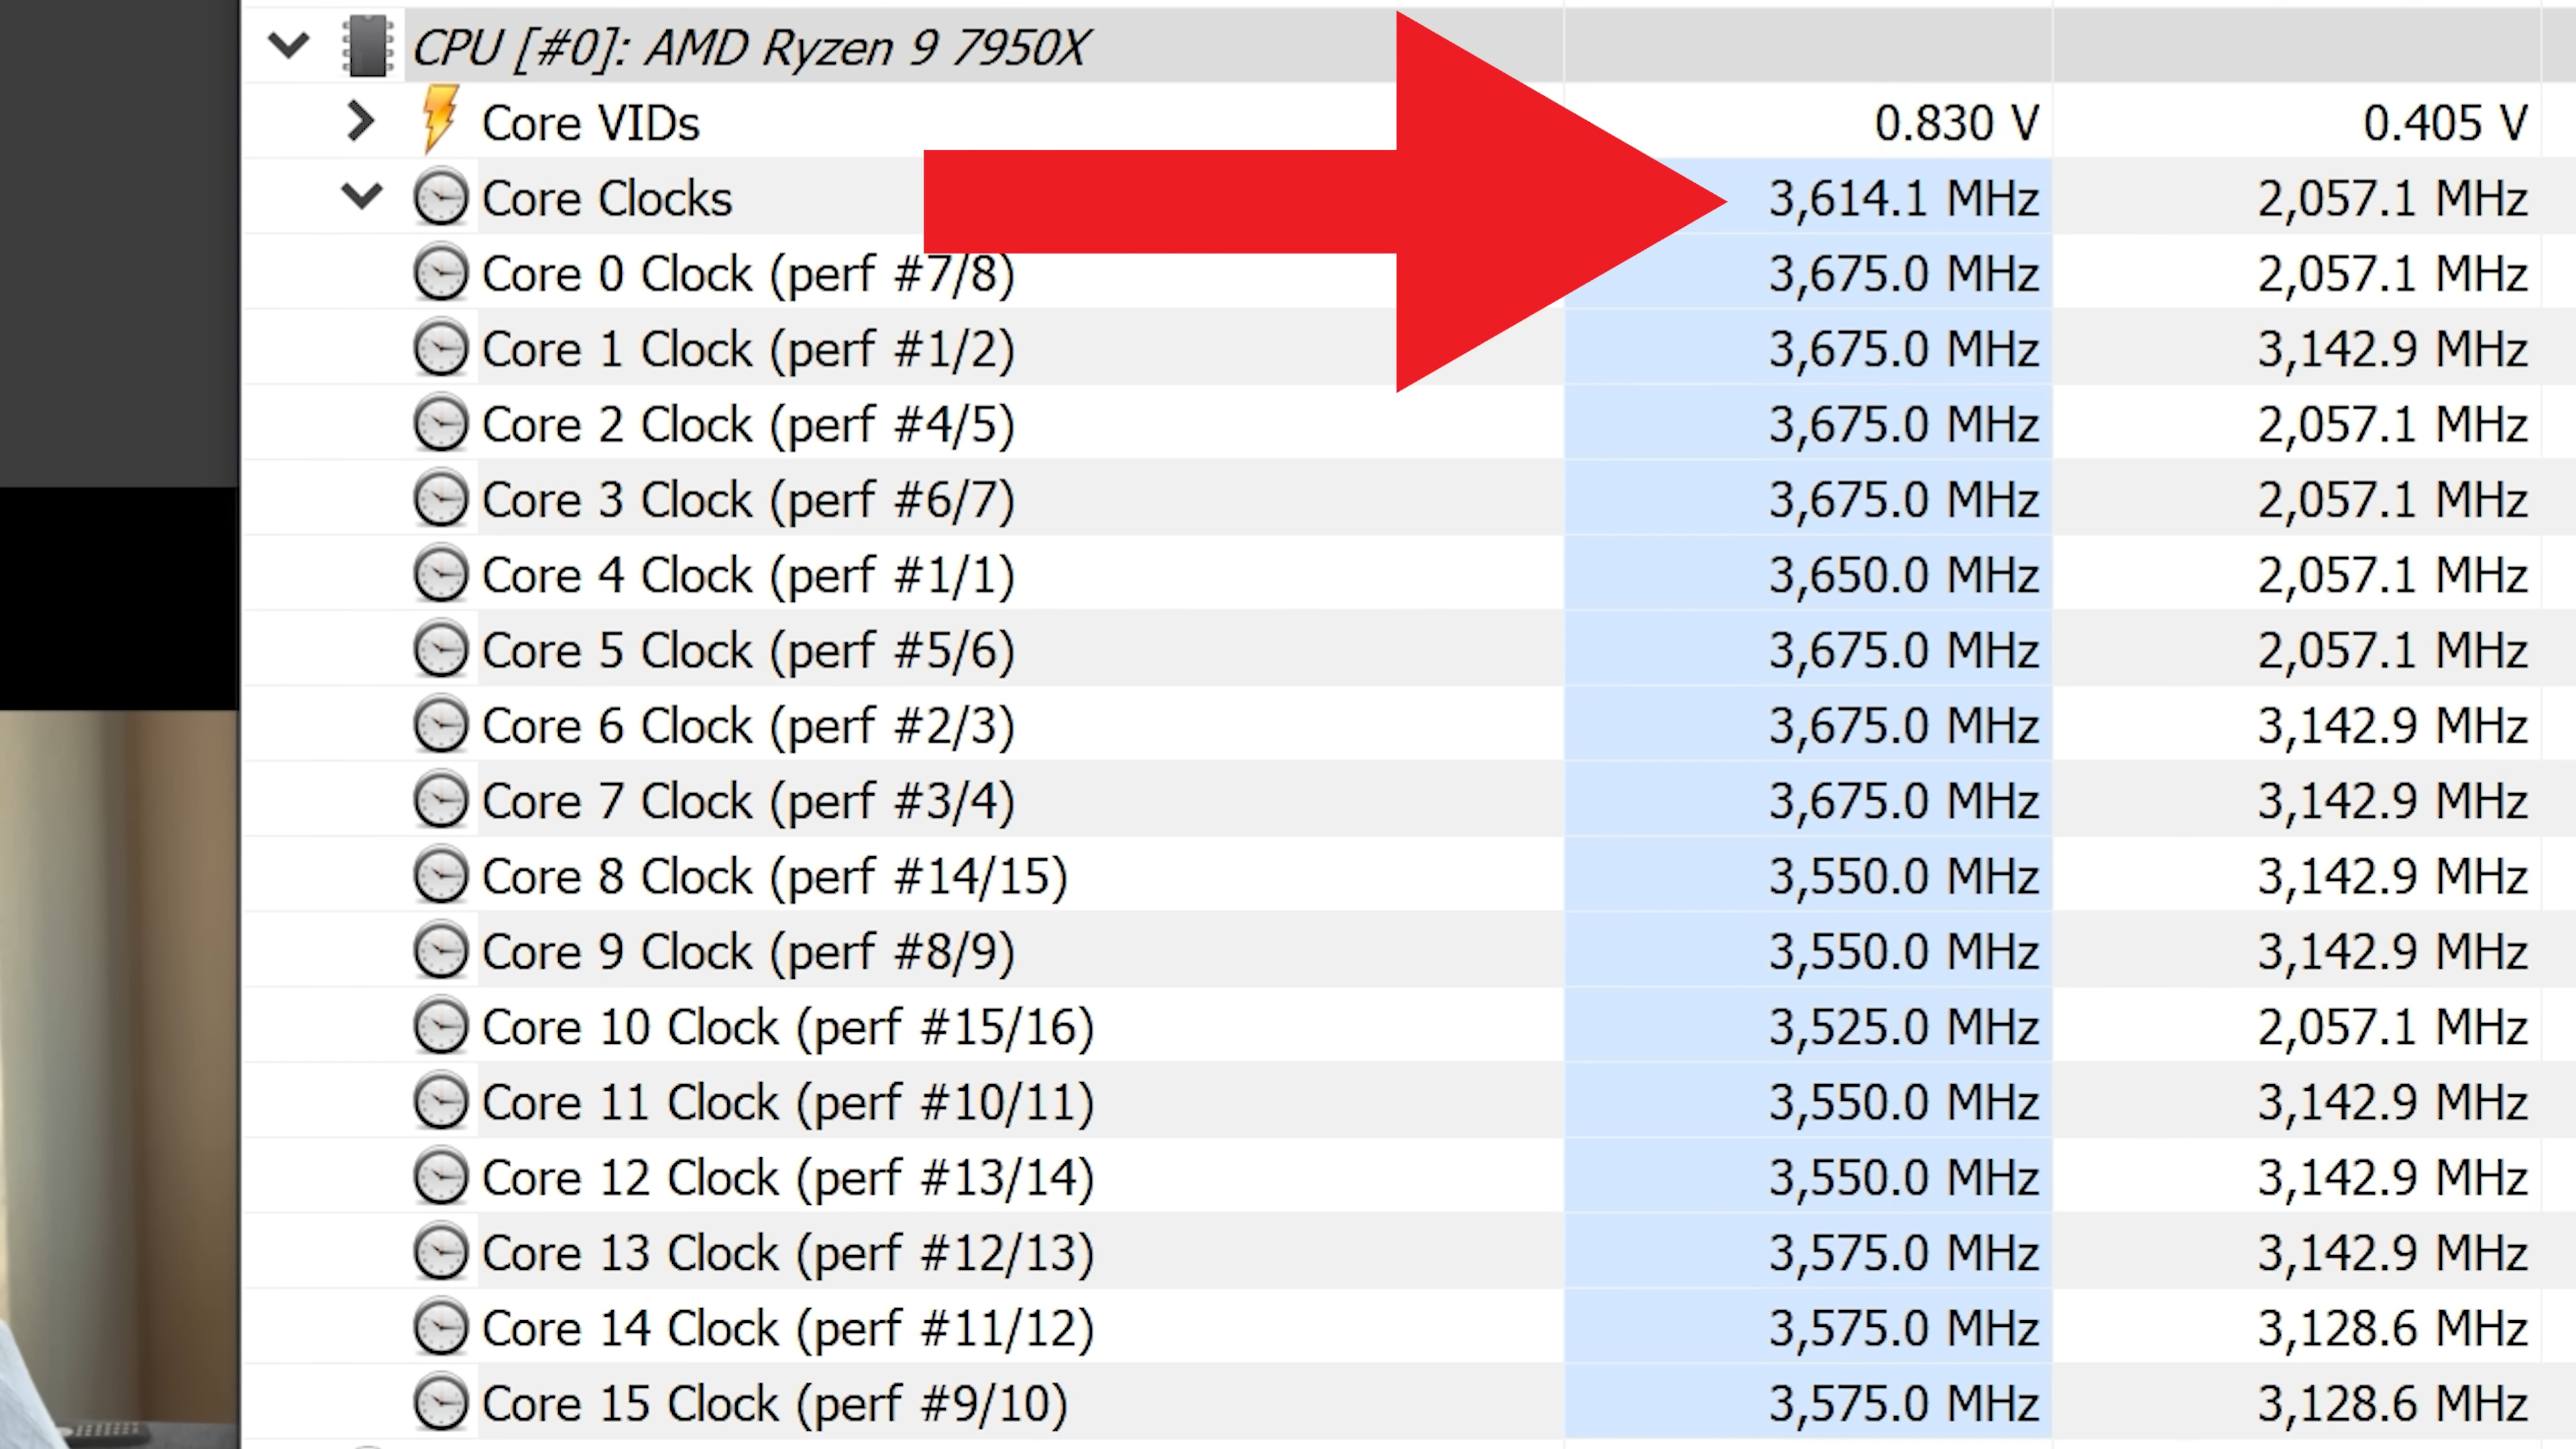 CPU [#0]: AMD Ryzen 9 7950X
Core VIDs 0.830 V 0.405 V
Core Clocks 3,614.1 MHz 2,057.1 MHz
Core 0 Clock (perf #7/8) 3,675.0 MHz 2,057.1 MHz
Core 1 Clock (perf #1/2) 3,675.0 MHz 3,142.9 MHz
Core 2 Clock (perf #4/5) 3,675.0 MHz 2,057.1 MHz
Core 3 Clock (perf #6/7) 3,675.0 MHz 2,057.1 MHz
Core 4 Clock (perf #1/1) 3,650.0 MHz 2,057.1 MHz
Core 5 Clock (perf #5/6) 3,675.0 MHz 2,057.1 MHz
Core 6 Clock (perf #2/3) 3,675.0 MHz 3,142.9 MHz
Core 7 Clock (perf #3/4) 3,675.0 MHz 3,142.9 MHz
Core 8 Clock (perf #14/15) 3,550.0 MHz 3,142.9 MHz
Core 9 Clock (perf #8/9) 3,550.0 MHz 3,142.9 MHz
Core 10 Clock (perf #15/16) 3,525.0 MHz 2,057.1 MHz
Core 11 Clock (perf #10/11) 3,550.0 MHz 3,142.9 MHz
Core 12 Clock (perf #13/14) 3,550.0 MHz 3,142.9 MHz
Core 13 Clock (perf #12/13) 3,575.0 MHz 3,142.9 MHz
Core 14 Clock (perf #11/12) 3,575.0 MHz 3,128.6 MHz
Core 15 Clock (perf #9/10) 3,575.0 MHz 3,128.6 MHz